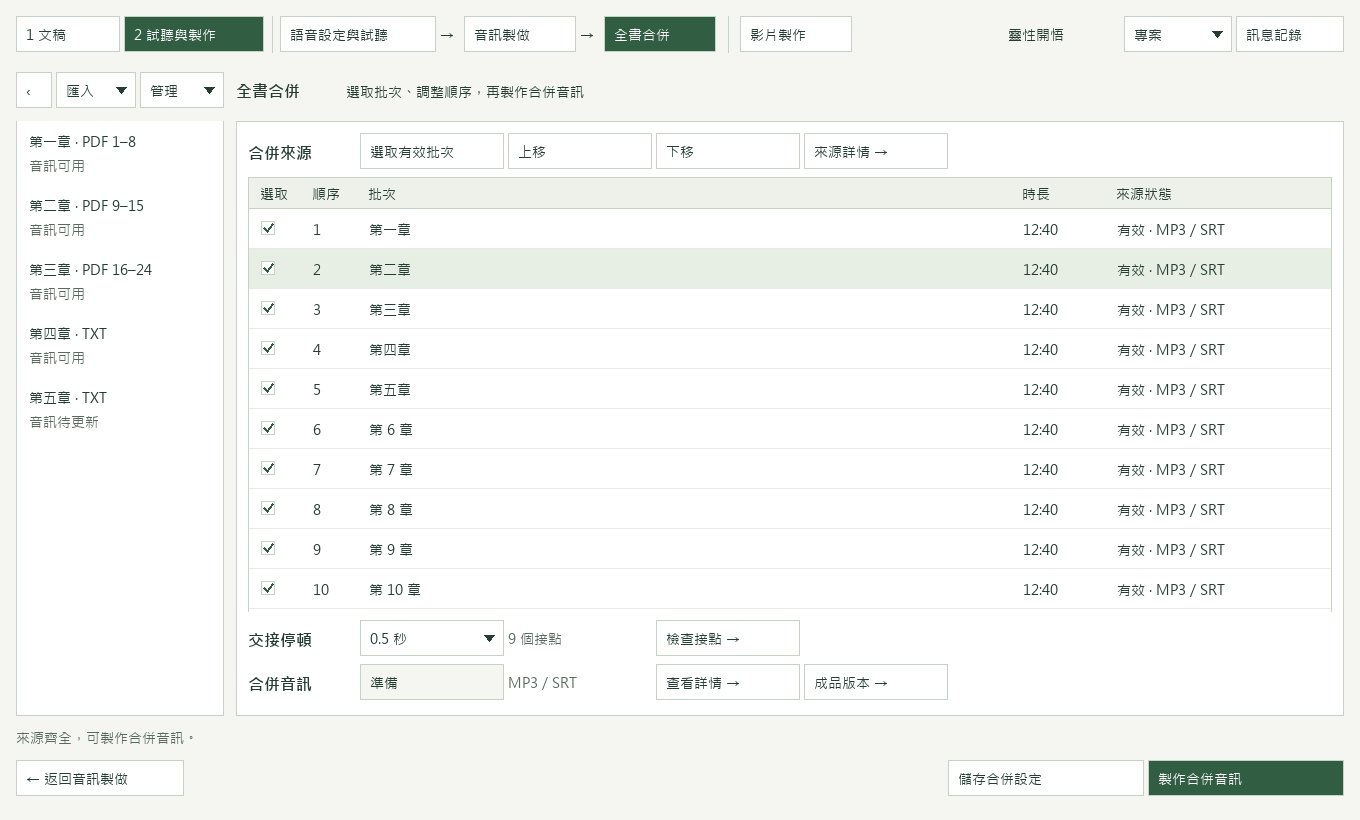 1 文稿
2 試聽與製作
語音設定與試聽
→
音訊製做
→
全書合併
影片製作
靈性開悟
專案
訊息記錄
‹
匯入
管理
全書合併
選取批次、調整順序，再製作合併音訊
第一章 · PDF 1–8
音訊可用
第二章 · PDF 9–15
音訊可用
第三章 · PDF 16–24
音訊可用
第四章 · TXT
音訊可用
第五章 · TXT
音訊待更新
合併來源
選取有效批次
上移
下移
來源詳情 →
選取 順序 批次 時長 來源狀態
1 第一章 12:40 有效 · MP3 / SRT
2 第二章 12:40 有效 · MP3 / SRT
3 第三章 12:40 有效 · MP3 / SRT
4 第四章 12:40 有效 · MP3 / SRT
5 第五章 12:40 有效 · MP3 / SRT
6 第 6 章 12:40 有效 · MP3 / SRT
7 第 7 章 12:40 有效 · MP3 / SRT
8 第 8 章 12:40 有效 · MP3 / SRT
9 第 9 章 12:40 有效 · MP3 / SRT
10 第 10 章 12:40 有效 · MP3 / SRT
交接停頓
0.5 秒
9 個接點
檢查接點 →
合併音訊
準備
MP3 / SRT
查看詳情 →
成品版本 →
來源齊全，可製作合併音訊。
← 返回音訊製做
儲存合併設定
製作合併音訊